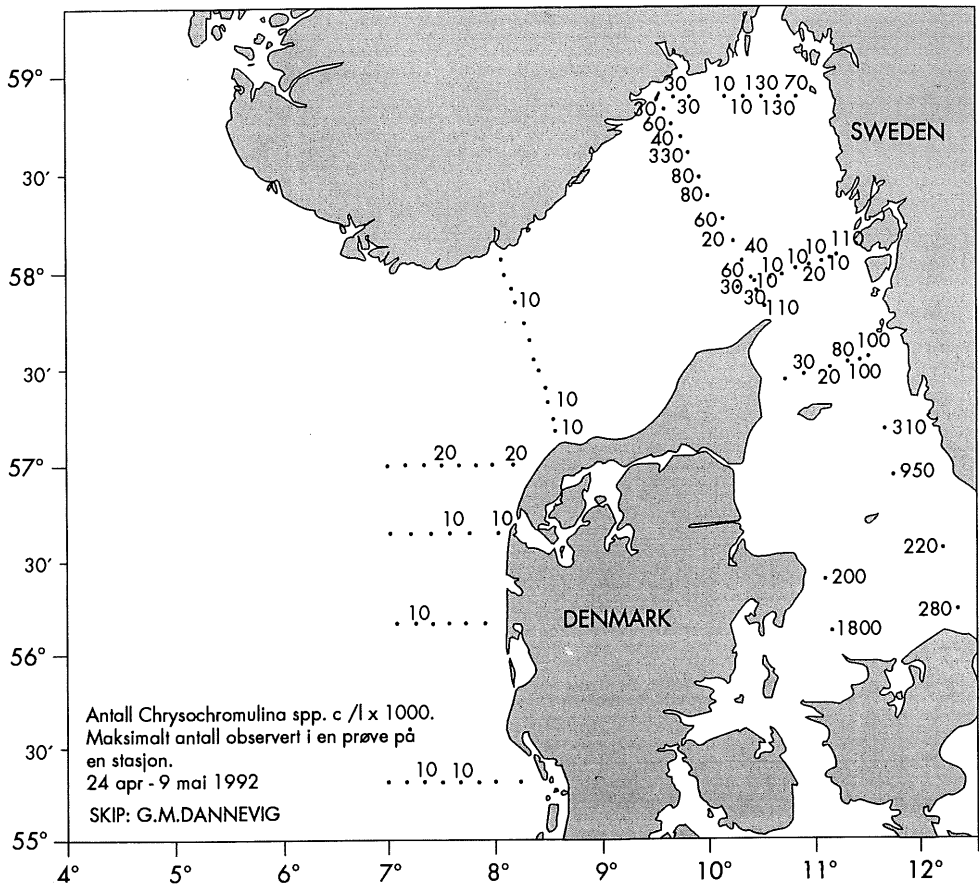 59°
30 10 130 70
30 30 10 130
60
40
330
SWEDEN
30'
80
80
60
20 40 10 10 110
58°
60 10 20 10
30 10
30 110
10
30'
30 80 100
20 100
10
10
310
57°
20 20
950
10 10
220
30'
200
10
DENMARK
280
1800
56°
Antall Chrysochromulina spp. c /l x 1000.
Maksimalt antall observert i en prøve på
en stasjon.
24 apr - 9 mai 1992
SKIP: G.M.DANNEVIG
30'
10 10
55°
4° 5° 6° 7° 8° 9° 10° 11° 12°